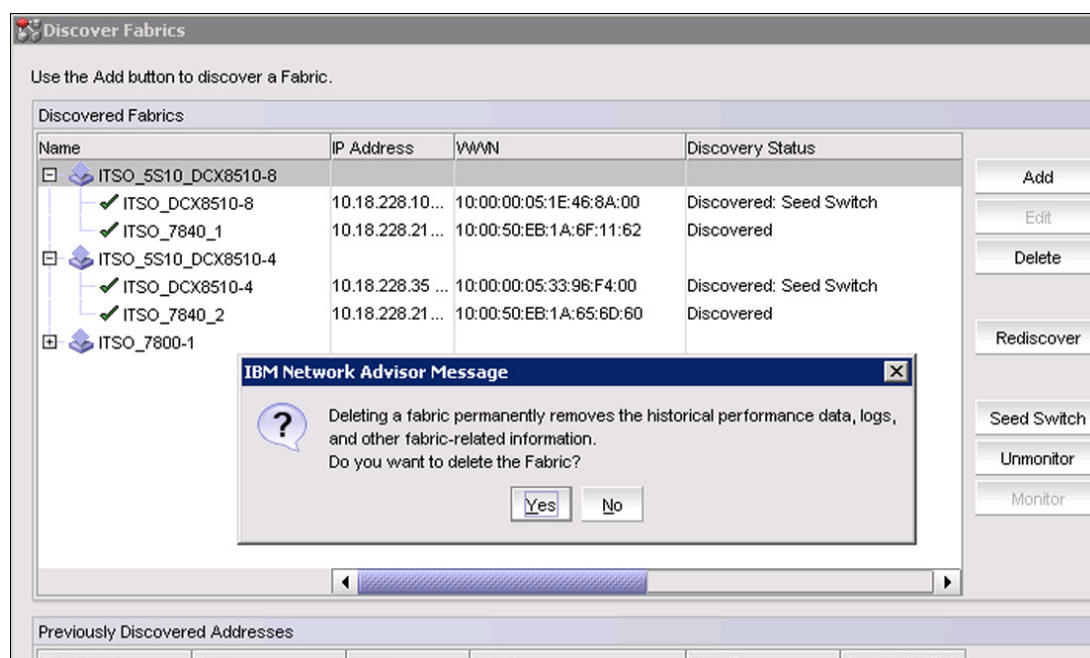 Discover Fabrics
Use the Add button to discover a Fabric.
Discovered Fabrics
Name IP Address WWN Discovery Status
ITSO_5S10_DCX8510-8
ITSO_DCX8510-8 10.18.228.10... 10:00:00:05:1E:46:8A:00 Discovered: Seed Switch
ITSO_7840_1 10.18.228.21... 10:00:50:EB:1A:6F:11:62 Discovered
ITSO_5S10_DCX8510-4
ITSO_DCX8510-4 10.18.228.35 ... 10:00:00:05:33:96:F4:00 Discovered: Seed Switch
ITSO_7840_2 10.18.228.21... 10:00:50:EB:1A:65:6D:60 Discovered
ITSO_7800-1
Add
Edit
Delete
Rediscover
Seed Switch
Unmonitor
Monitor
IBM Network Advisor Message
Deleting a fabric permanently removes the historical performance data, logs,
and other fabric-related information.
Do you want to delete the Fabric?
Yes No
Previously Discovered Addresses